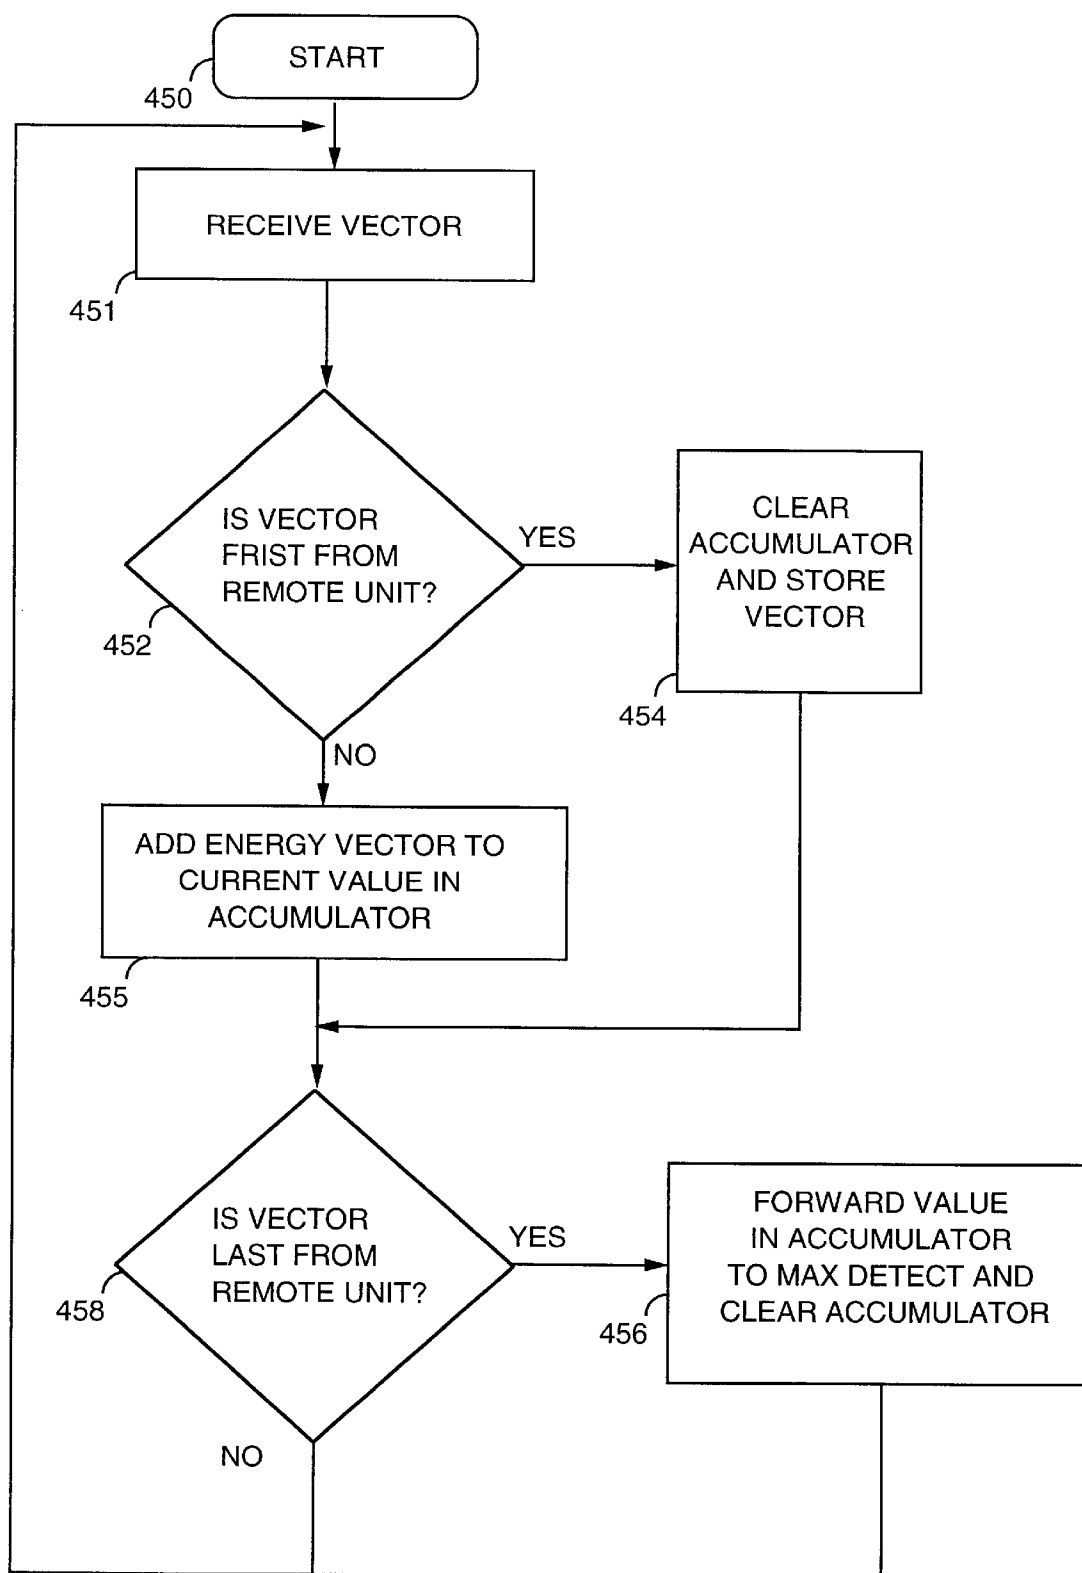 START
450
RECEIVE VECTOR
451
IS VECTOR
FRIST FROM
REMOTE UNIT?
452
YES
CLEAR
ACCUMULATOR
AND STORE
VECTOR
454
NO
ADD ENERGY VECTOR TO
CURRENT VALUE IN
ACCUMULATOR
455
IS VECTOR
LAST FROM
REMOTE UNIT?
458
YES
FORWARD VALUE
IN ACCUMULATOR
TO MAX DETECT AND
CLEAR ACCUMULATOR
456
NO